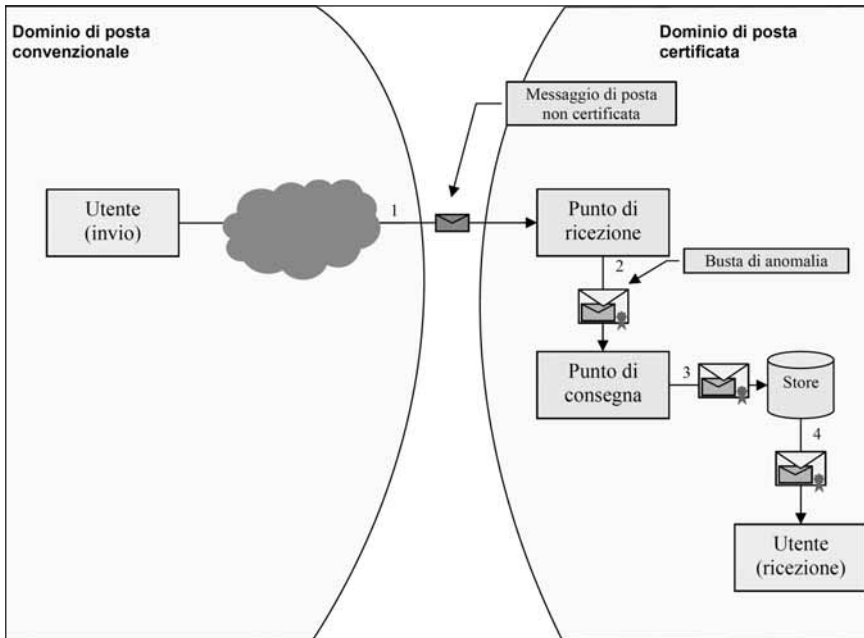 Dominio di posta
convenzionale
Dominio di posta
certificata
Messaggio di posta
non certificata
Utente
(invio)
1
Punto di
ricezione
2
Busta di anomalia
Punto di
consegna
3
Store
4
Utente
(ricezione)